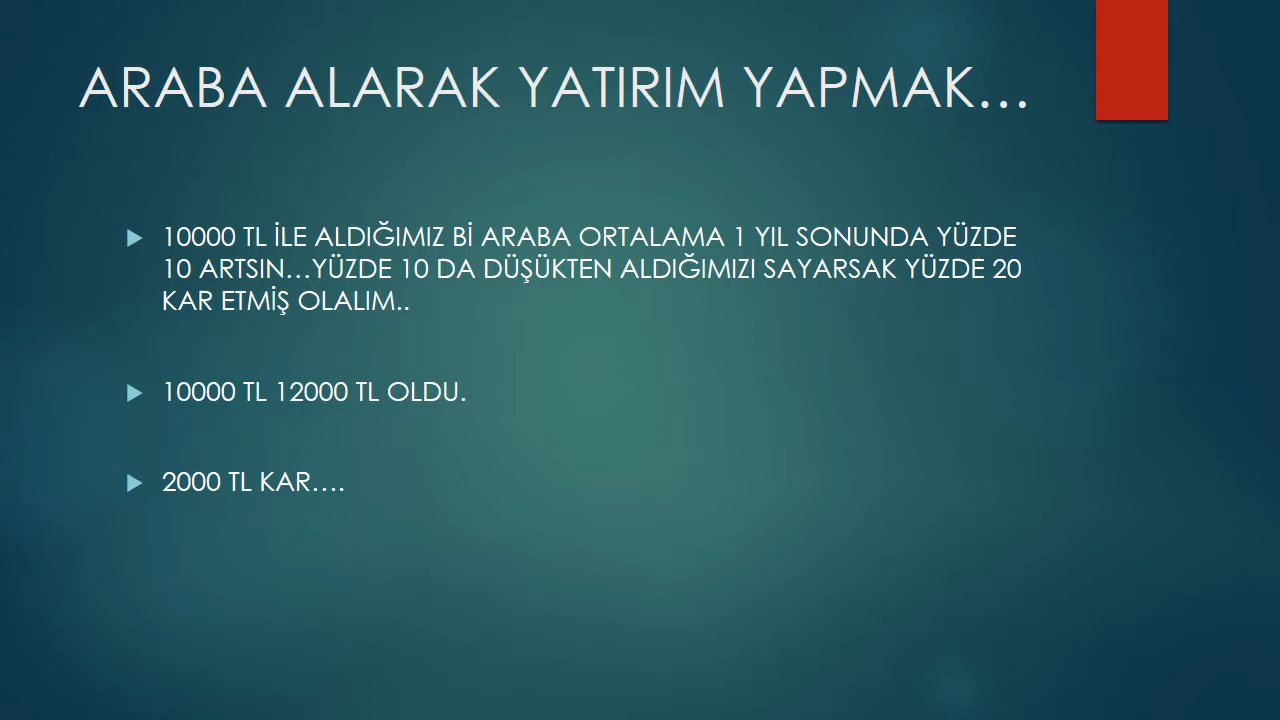 ARABA ALARAK YATIRIM YAPMAK…
10000 TL İLE ALDIĞIMIZ Bİ ARABA ORTALAMA 1 YIL SONUNDA YÜZDE
10 ARTSIN…YÜZDE 10 DA DÜŞÜKTEN ALDIĞIMIZI SAYARSAK YÜZDE 20
KAR ETMİŞ OLALIM..
10000 TL 12000 TL OLDU.
2000 TL KAR….